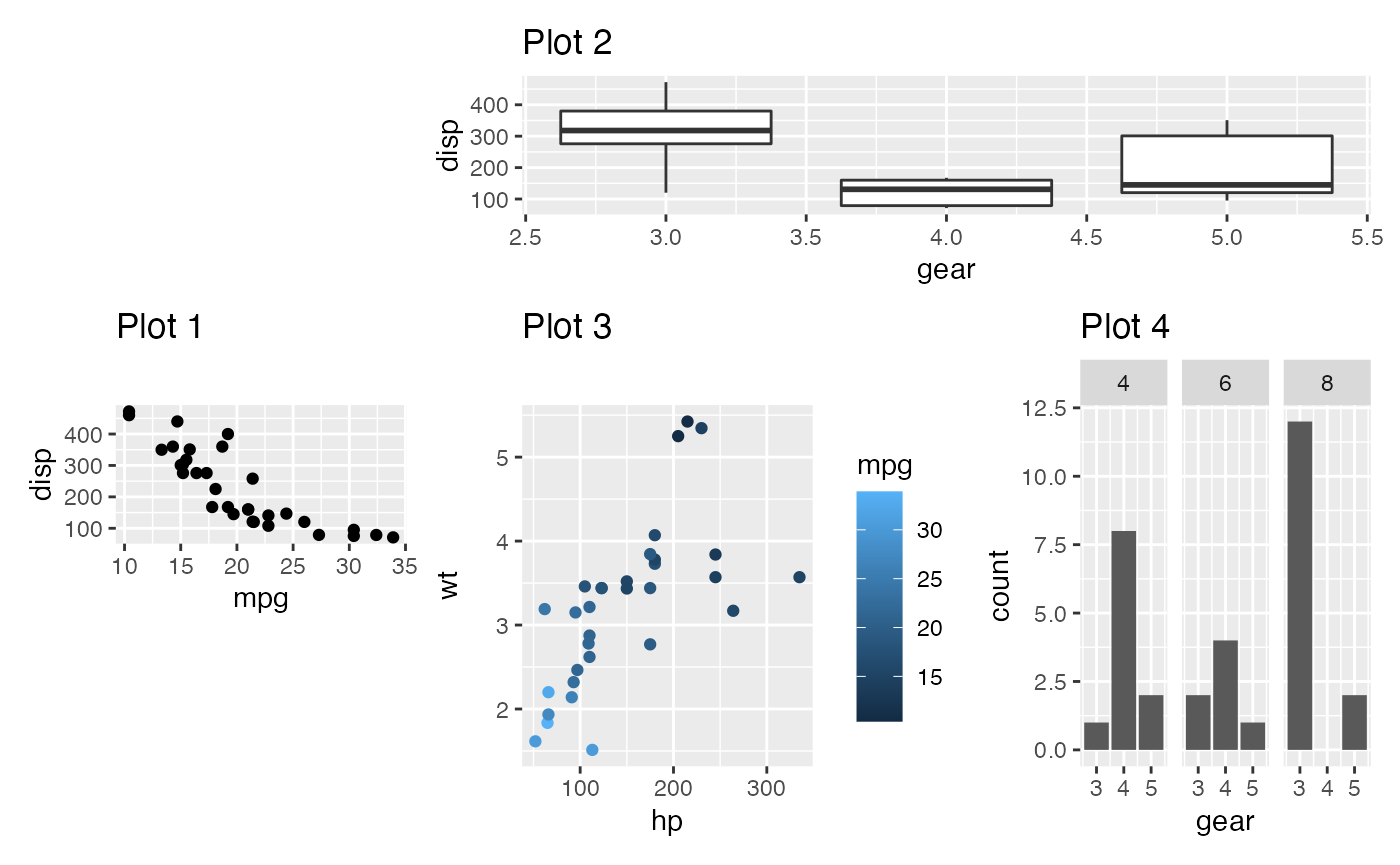 Plot 2
disp
400
300
200
100
2.5 3.0 3.5 4.0 4.5 5.0 5.5
gear
Plot 1
disp
400
300
200
100
10 15 20 25 30 35
mpg
Plot 3
wt
5
4
3
2
100 200 300
hp
mpg
30
25
20
15
Plot 4
4 6 8
count
12.5
10.0
7.5
5.0
2.5
0.0
3 4 5 3 4 5 3 4 5
gear